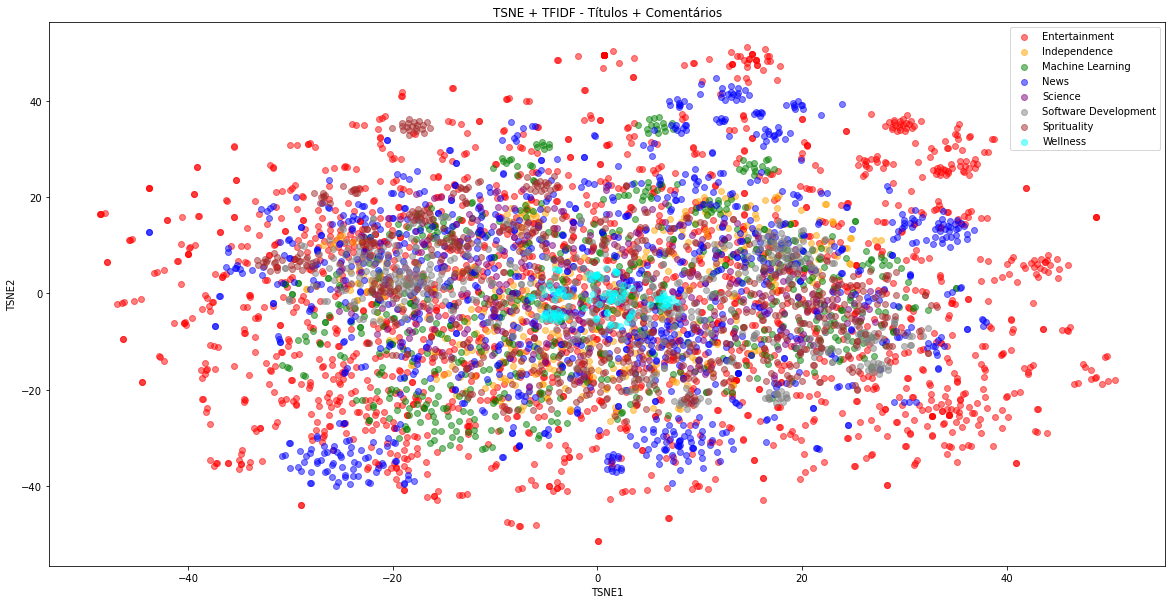 TSNE + TFIDF - Títulos + Comentários
Entertainment
Independence
Machine Learning
News
Science
Software Development
Sprituality
Wellness
TSNE2
40
20
0
−20
−40
−40
−20
0
20
40
TSNE1